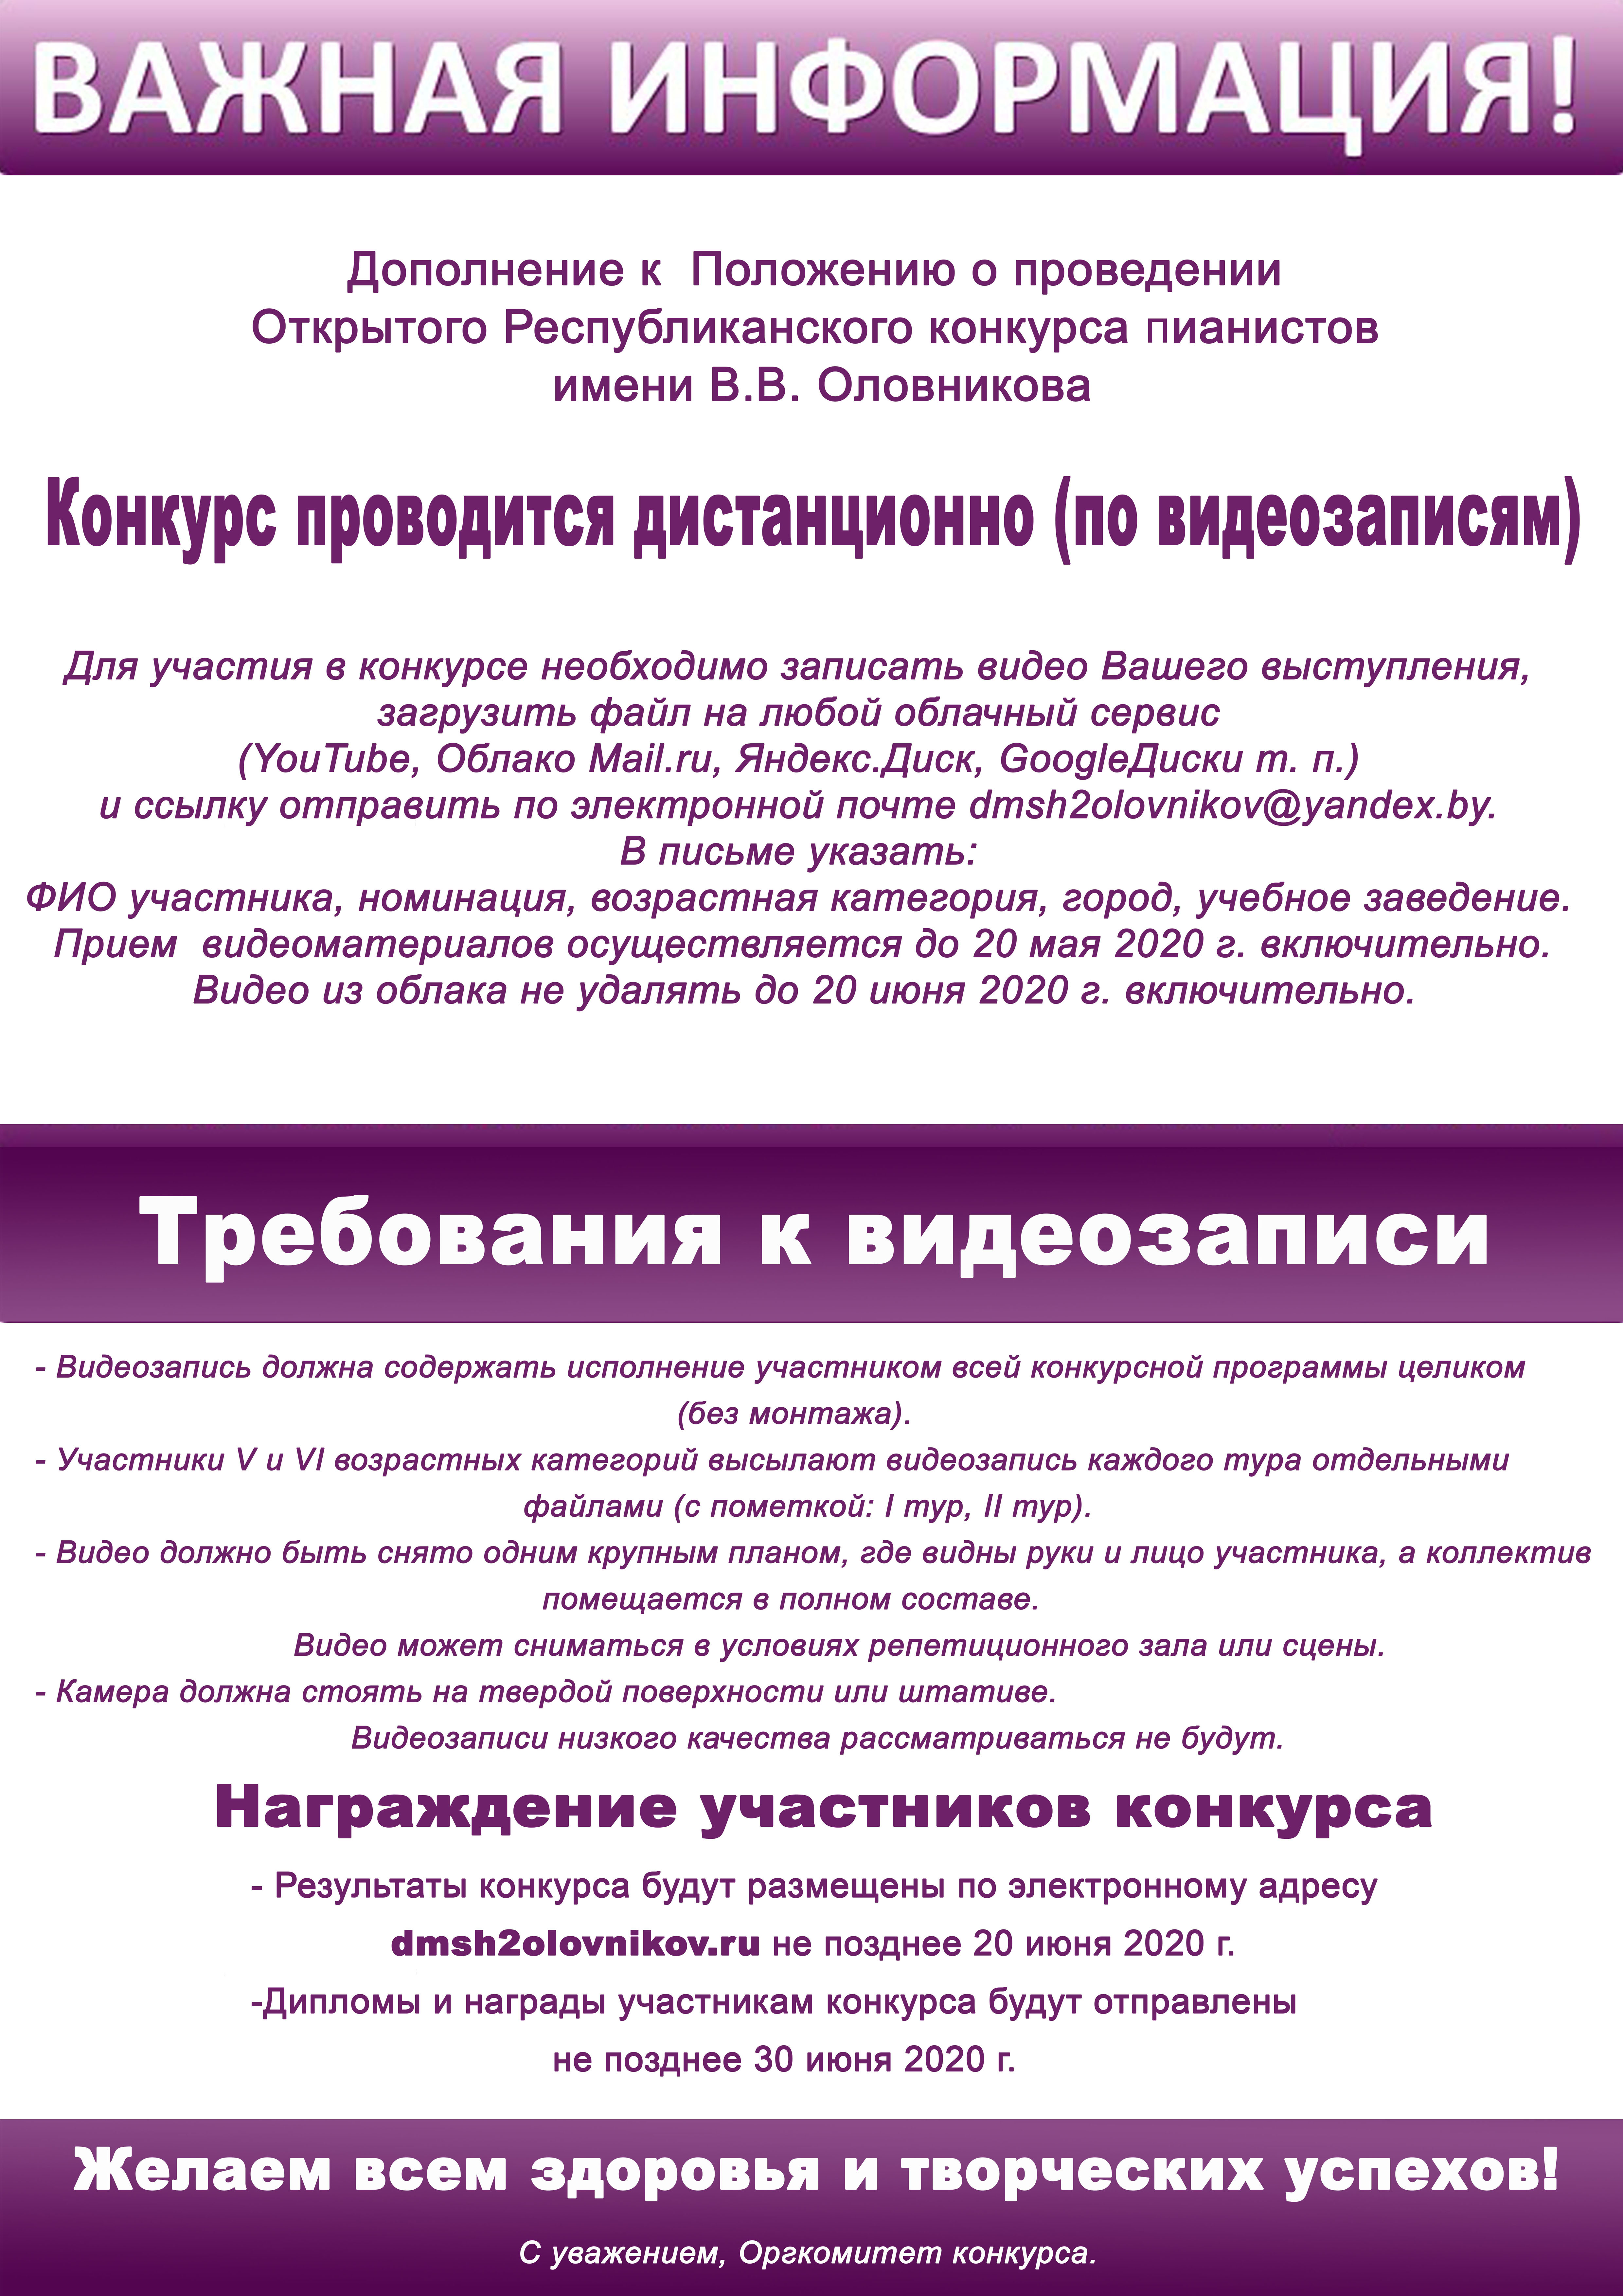 ВАЖНАЯ ИНФОРМАЦИЯ!
Дополнение к Положению о проведении
Открытого Республиканского конкурса пианистов
имени В.В. Оловникова
Конкурс проводится дистанционно (по видеозаписям)
Для участия в конкурсе необходимо записать видео Вашего выступления,
загрузить файл на любой облачный сервис
(YouTube, Облако Mail.ru, Яндекс.Диск, GoogleДиски т. п.)
и ссылку отправить по электронной почте dmsh2olovnikov@yandex.by.
В письме указать:
ФИО участника, номинация, возрастная категория, город, учебное заведение.
Прием видеоматериалов осуществляется до 20 мая 2020 г. включительно.
Видео из облака не удалять до 20 июня 2020 г. включительно.
Требования к видеозаписи
- Видеозапись должна содержать исполнение участником всей конкурсной программы целиком
(без монтажа).
- Участники V и VI возрастных категорий высылают видеозапись каждого тура отдельными
файлами (с пометкой: I тур, II тур).
- Видео должно быть снято одним крупным планом, где видны руки и лицо участника, а коллектив
помещается в полном составе.
Видео может сниматься в условиях репетиционного зала или сцены.
- Камера должна стоять на твердой поверхности или штативе.
Видеозаписи низкого качества рассматриваться не будут.
Награждение участников конкурса
- Результаты конкурса будут размещены по электронному адресу
dmsh2olovnikov.ru не позднее 20 июня 2020 г.
-Дипломы и награды участникам конкурса будут отправлены
не позднее 30 июня 2020 г.
Желаем всем здоровья и творческих успехов!
С уважением, Оргкомитет конкурса.